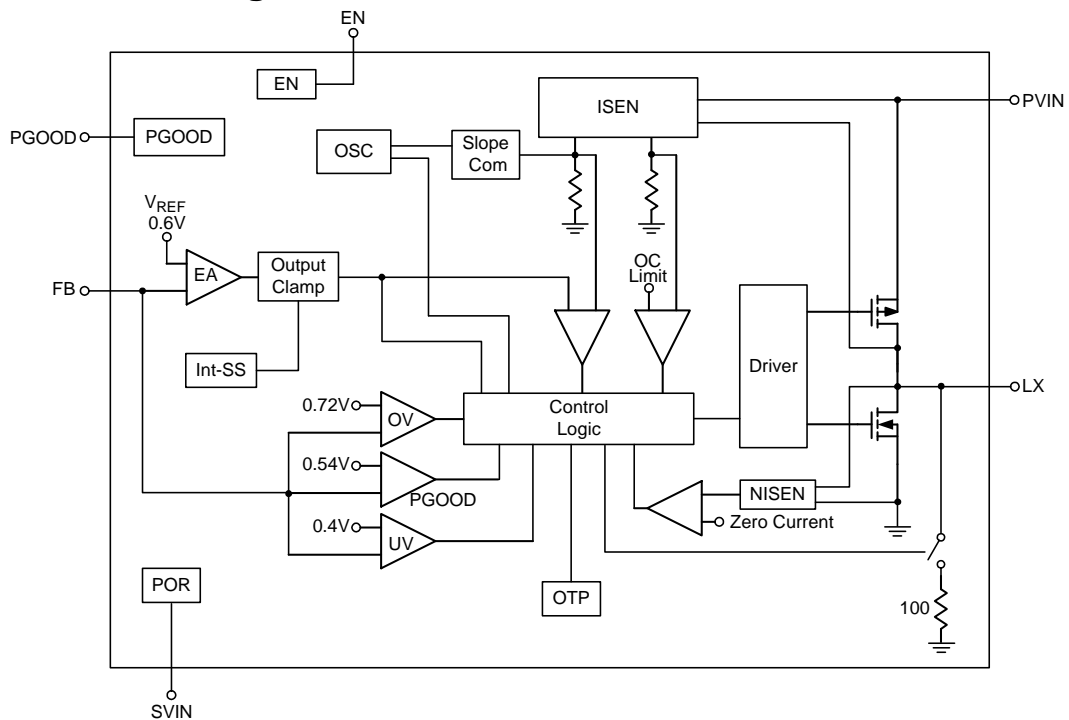 EN
EN
ISEN
PVIN
PGOOD
PGOOD
OSC
Slope
Com
VREF
0.6V
EA
Output
Clamp
OC
Limit
FB
Int-SS
Driver
LX
0.72V
OV
Control
Logic
0.54V
PGOOD
NISEN
Zero Current
0.4V
UV
POR
OTP
100
SVIN